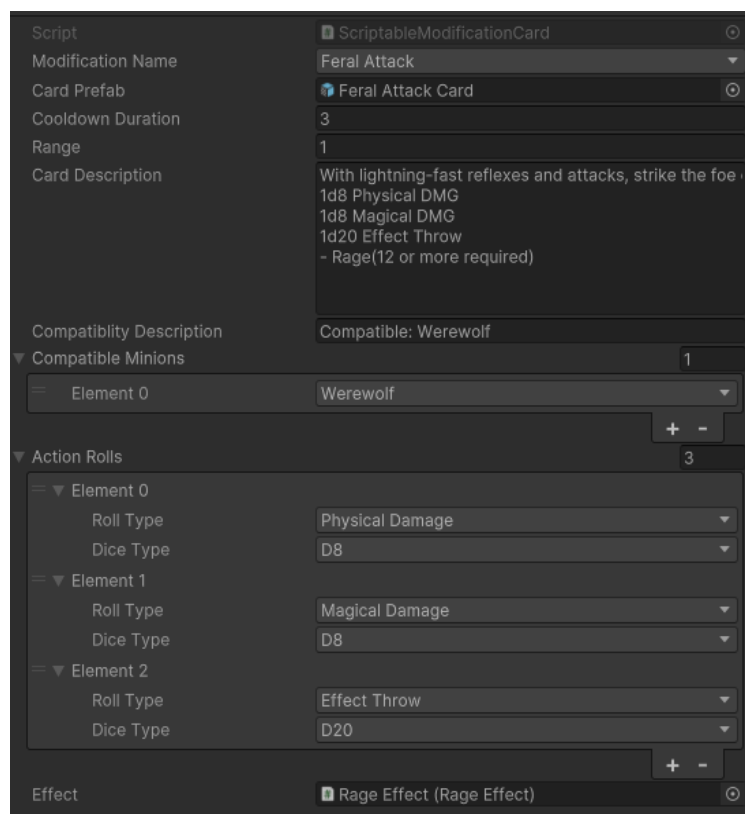 Script ScriptableModificationCard
Modification Name Feral Attack
Card Prefab Feral Attack Card
Cooldown Duration 3
Range 1
Card Description With lightning-fast reflexes and attacks, strike the foe
1d8 Physical DMG
1d8 Magical DMG
1d20 Effect Throw
- Rage(12 or more required)
Compatiblity Description Compatible: Werewolf
Compatible Minions 1
Element 0 Werewolf
+ -
Action Rolls 3
Element 0
Roll Type Physical Damage
Dice Type D8
Element 1
Roll Type Magical Damage
Dice Type D8
Element 2
Roll Type Effect Throw
Dice Type D20
+ -
Effect Rage Effect (Rage Effect)